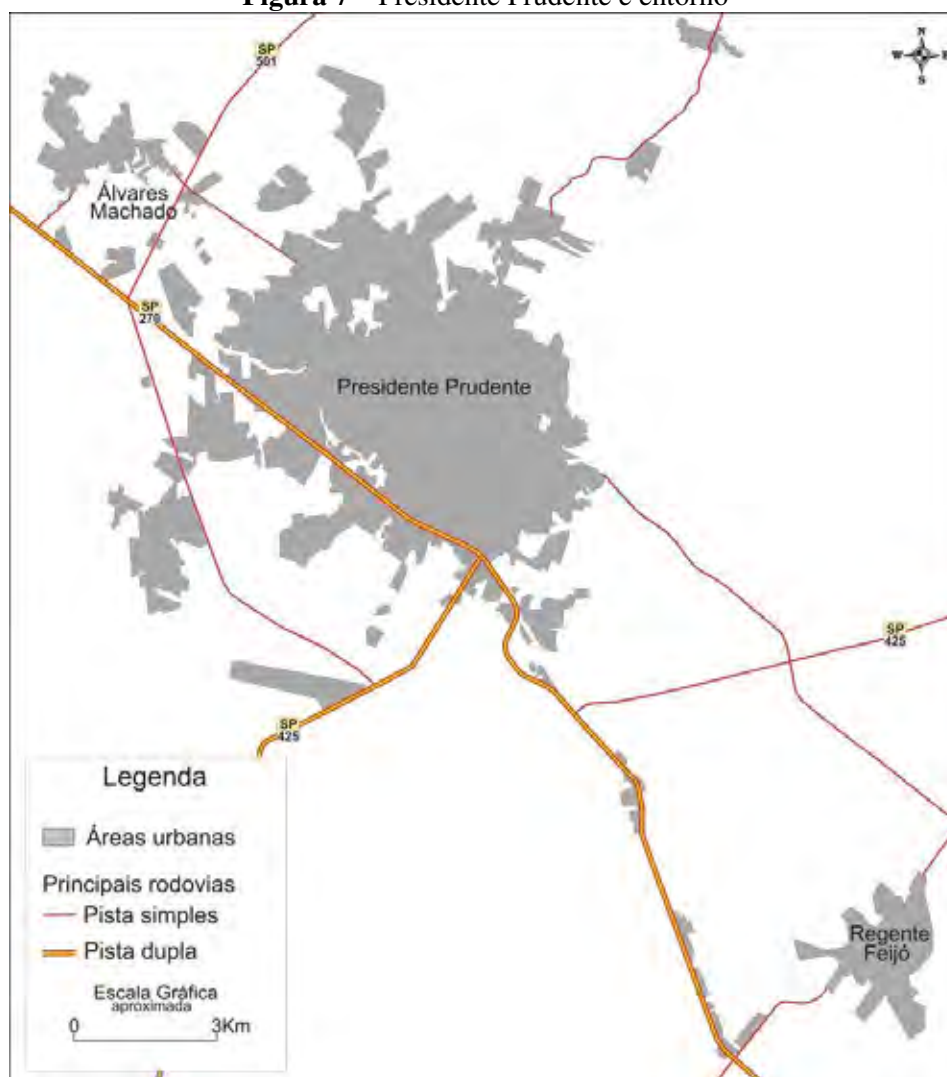 Figura 7 – Presidente Prudente e entorno
N
W
E
S
SP
501
Álvares
Machado
SP
270
Presidente Prudente
SP
425
SP
425
Regente
Feijó
Legenda
Áreas urbanas
Principais rodovias
Pista simples
Pista dupla
Escala Gráfica
aproximada
0 3Km